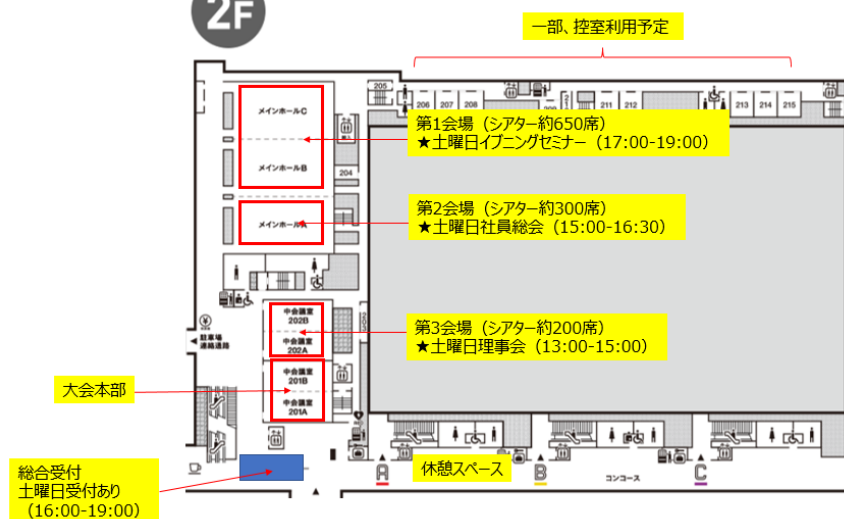 2F
一部、控室利用予定
205
206 207 208
211 212
213 214 215
メインホールC
第1会場（シアター約650席）
★土曜日イブニングセミナー（17:00-19:00）
メインホールB
204
第2会場（シアター約300席）
★土曜日社員総会（15:00-16:30）
メインホールA
中会議室
202B
中会議室
202A
203
第3会場（シアター約200席）
★土曜日理事会（13:00-15:00）
駐車場
連絡通路
中会議室
201B
中会議室
201A
大会本部
総合受付
土曜日受付あり
（16:00-19:00）
A
休憩スペース
B
コンコース
C